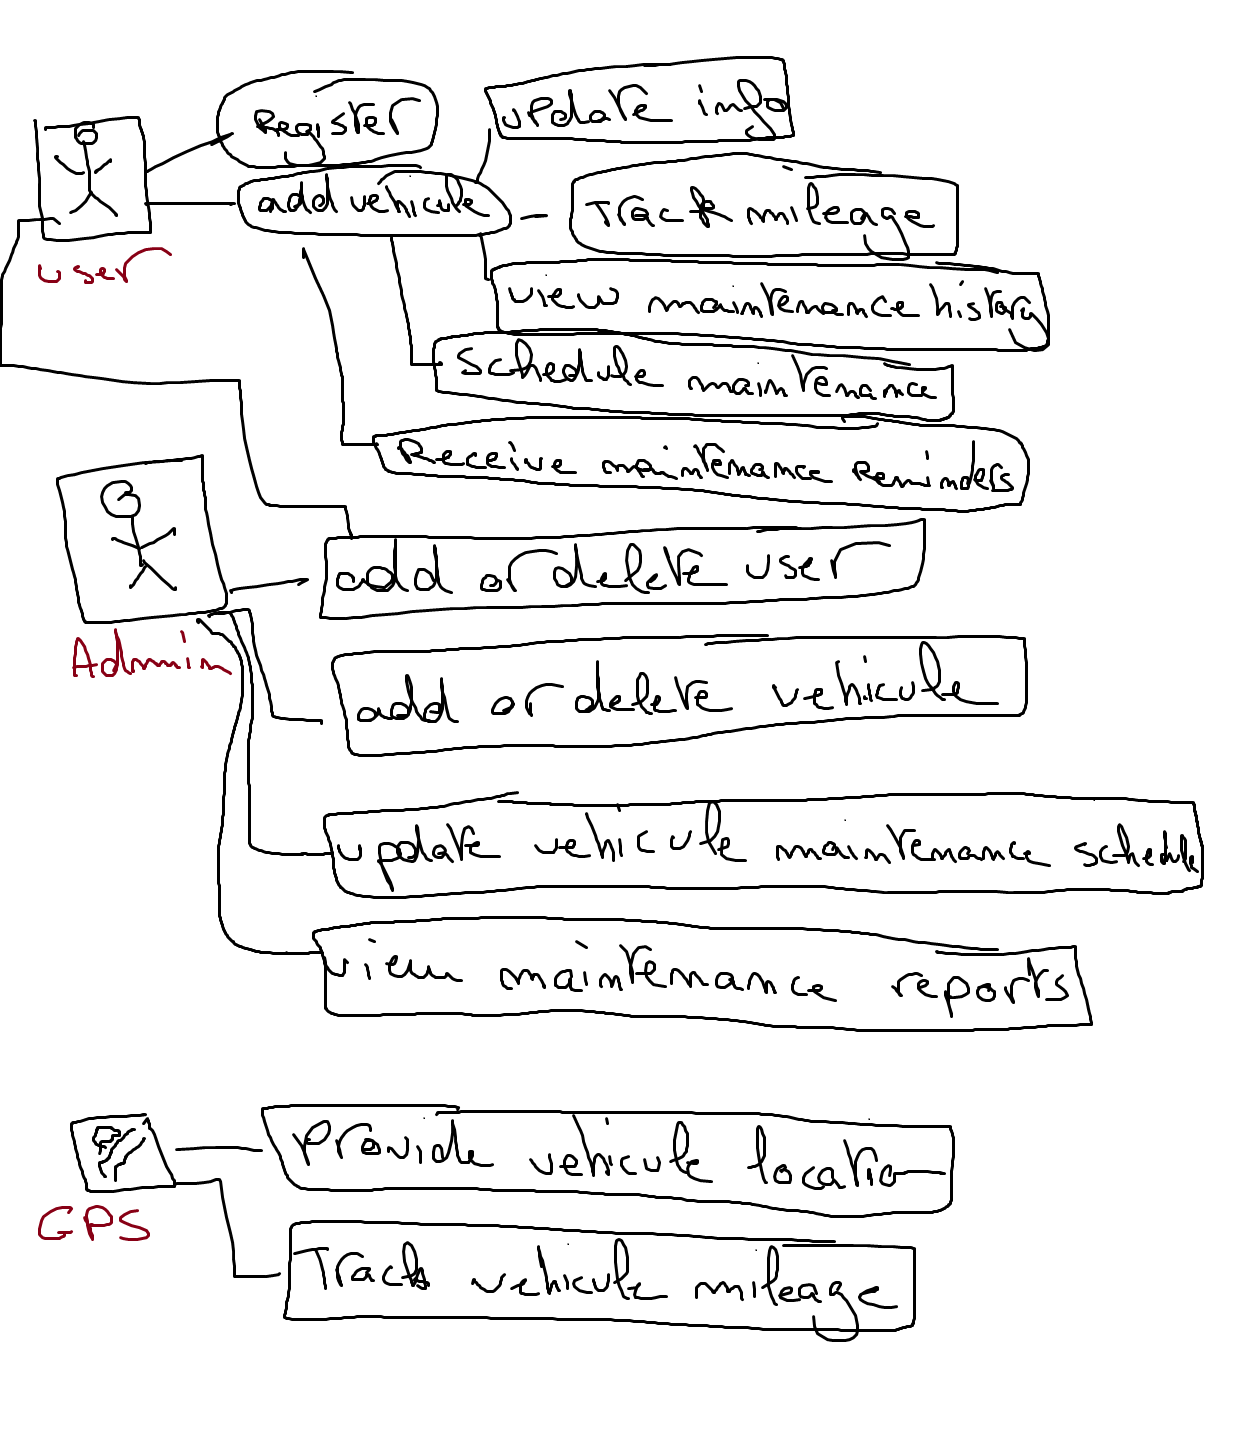 Register
update info
add vehicule
Track mileage
user
view maintenance history
schedule maintenance
Receive maintenance Reminders
add or delete user
Admin
add or delete vehicule
update vehicule maintenance schedule
view maintenance reports
Provide vehicule location
GPS
Track vehicule mileage